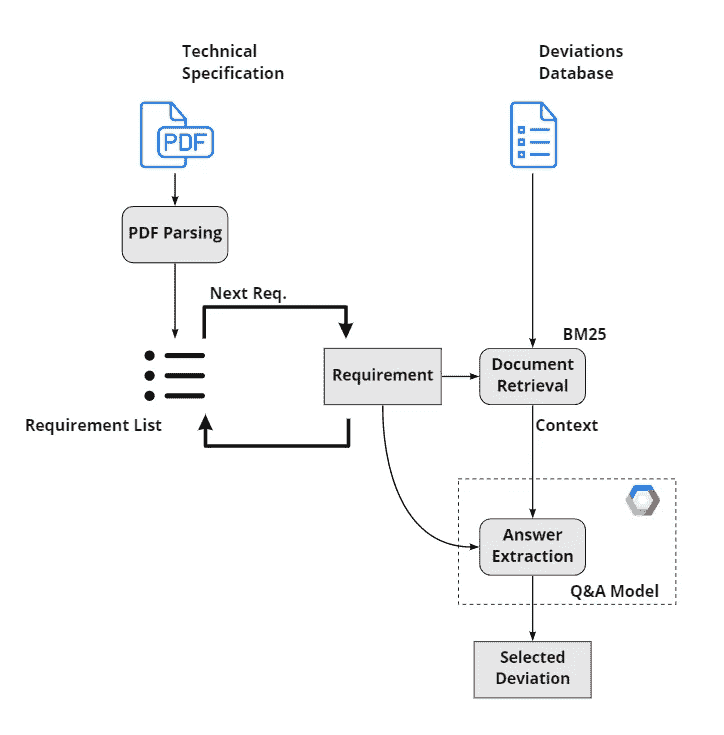 Technical
Specification
Deviations
Database
PDF
PDF Parsing
Next Req.
BM25
Requirement
Document
Retrieval
Requirement List
Context
Answer
Extraction
Q&A Model
Selected
Deviation